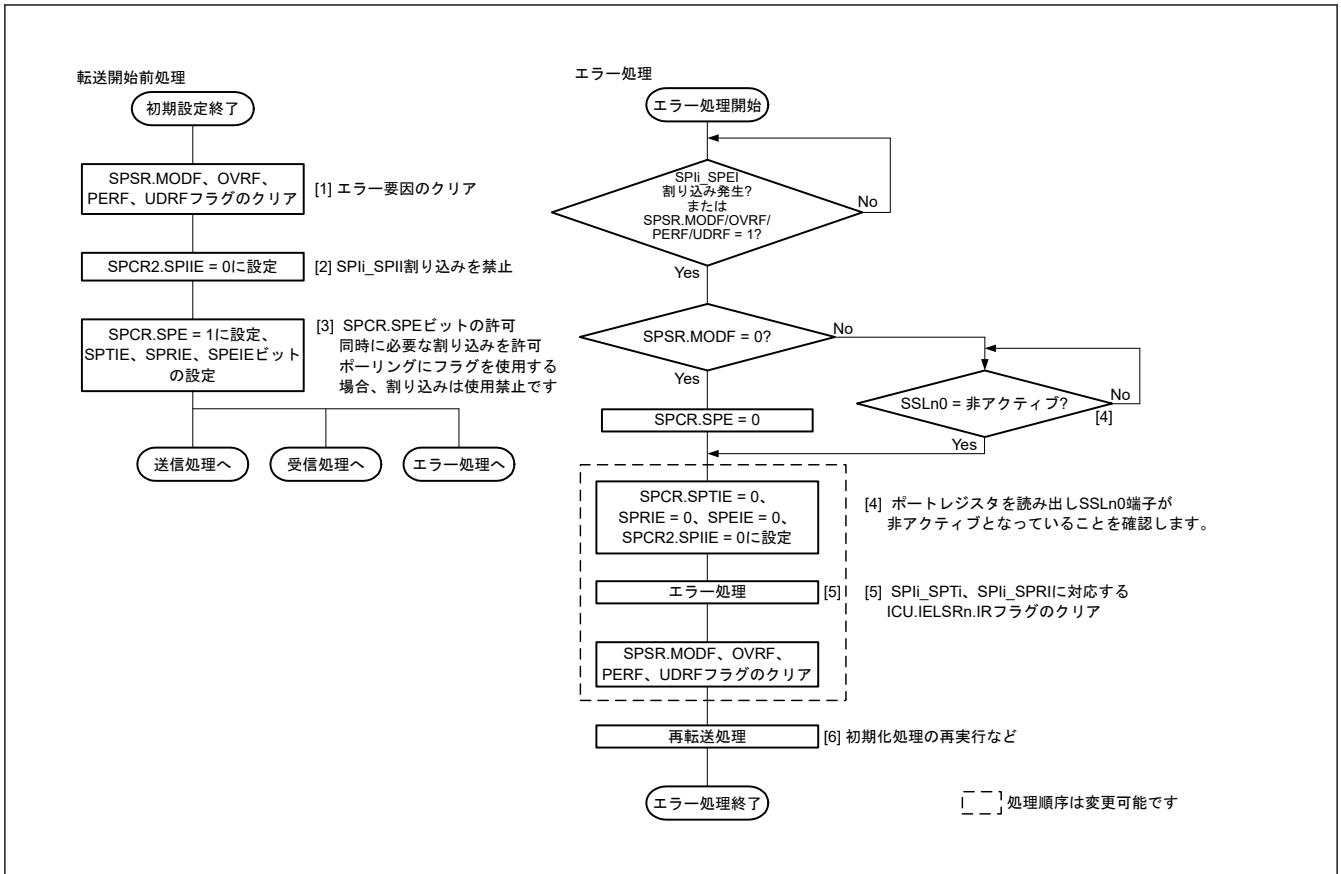 転送開始前処理
初期設定終了
SPSR.MODF、OVRF、
PERF、UDRFフラグのクリア
[1] エラー要因のクリア
SPCR2.SPIIE = 0に設定
[2] SPIi_SPII割り込みを禁止
SPCR.SPE = 1に設定、
SPTIE、SPRIE、SPEIEビット
の設定
[3] SPCR.SPEビットの許可
同時に必要な割り込みを許可
ポーリングにフラグを使用する
場合、割り込みは使用禁止です
送信処理へ
受信処理へ
エラー処理へ
エラー処理
エラー処理開始
SPIi_SPEI
割り込み発生?
または
SPSR.MODF/OVRF/
PERF/UDRF = 1?
No
Yes
SPSR.MODF = 0?
No
Yes
SSLn0 = 非アクティブ?
No
[4]
Yes
SPCR.SPE = 0
SPCR.SPTIE = 0、
SPRIE = 0、SPEIE = 0、
SPCR2.SPIIE = 0に設定
[4] ポートレジスタを読み出しSSLn0端子が
非アクティブとなっていることを確認します。
エラー処理
[5]
[5] SPIi_SPTi、SPIi_SPRIに対応する
ICU.IELSRn.IRフラグのクリア
SPSR.MODF、OVRF、
PERF、UDRFフラグのクリア
再転送処理
[6] 初期化処理の再実行など
エラー処理終了
処理順序は変更可能です